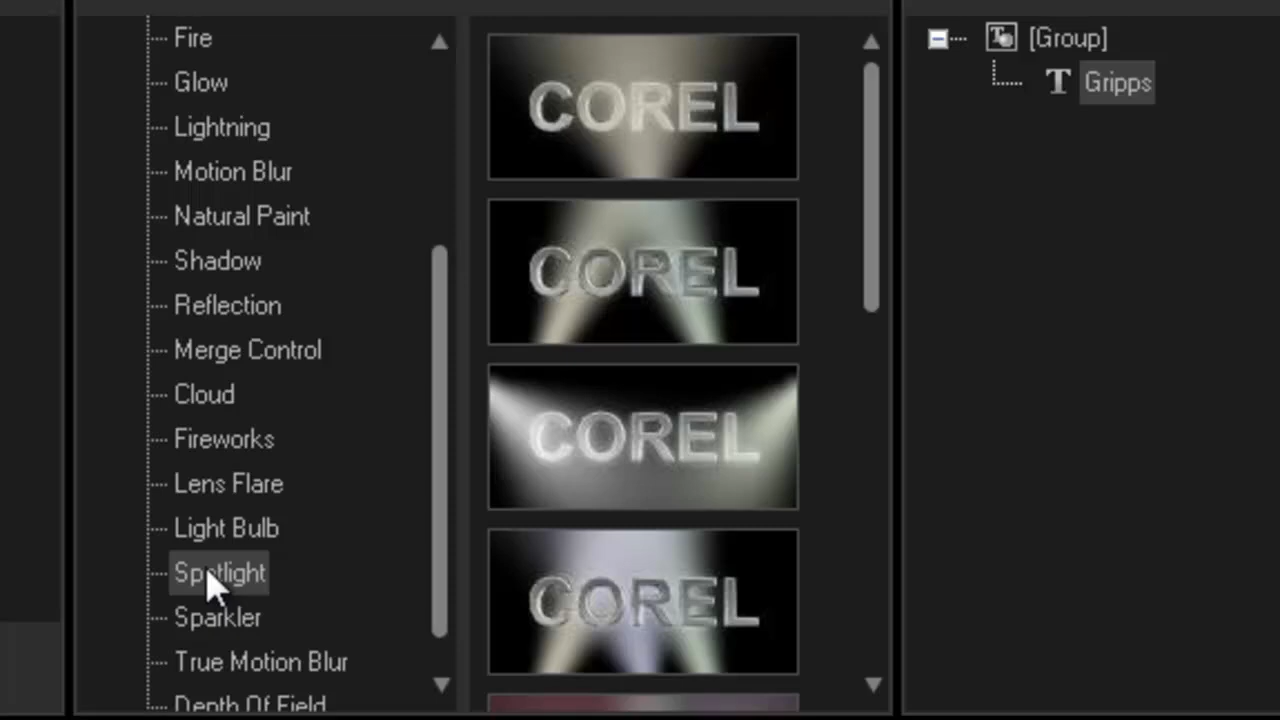 Fire
Glow
Lightning
Motion Blur
Natural Paint
Shadow
Reflection
Merge Control
Cloud
Fireworks
Lens Flare
Light Bulb
Spotlight
Sparkler
True Motion Blur
Depth Of Field
COREL
COREL
COREL
COREL
[Group]
T Gripps